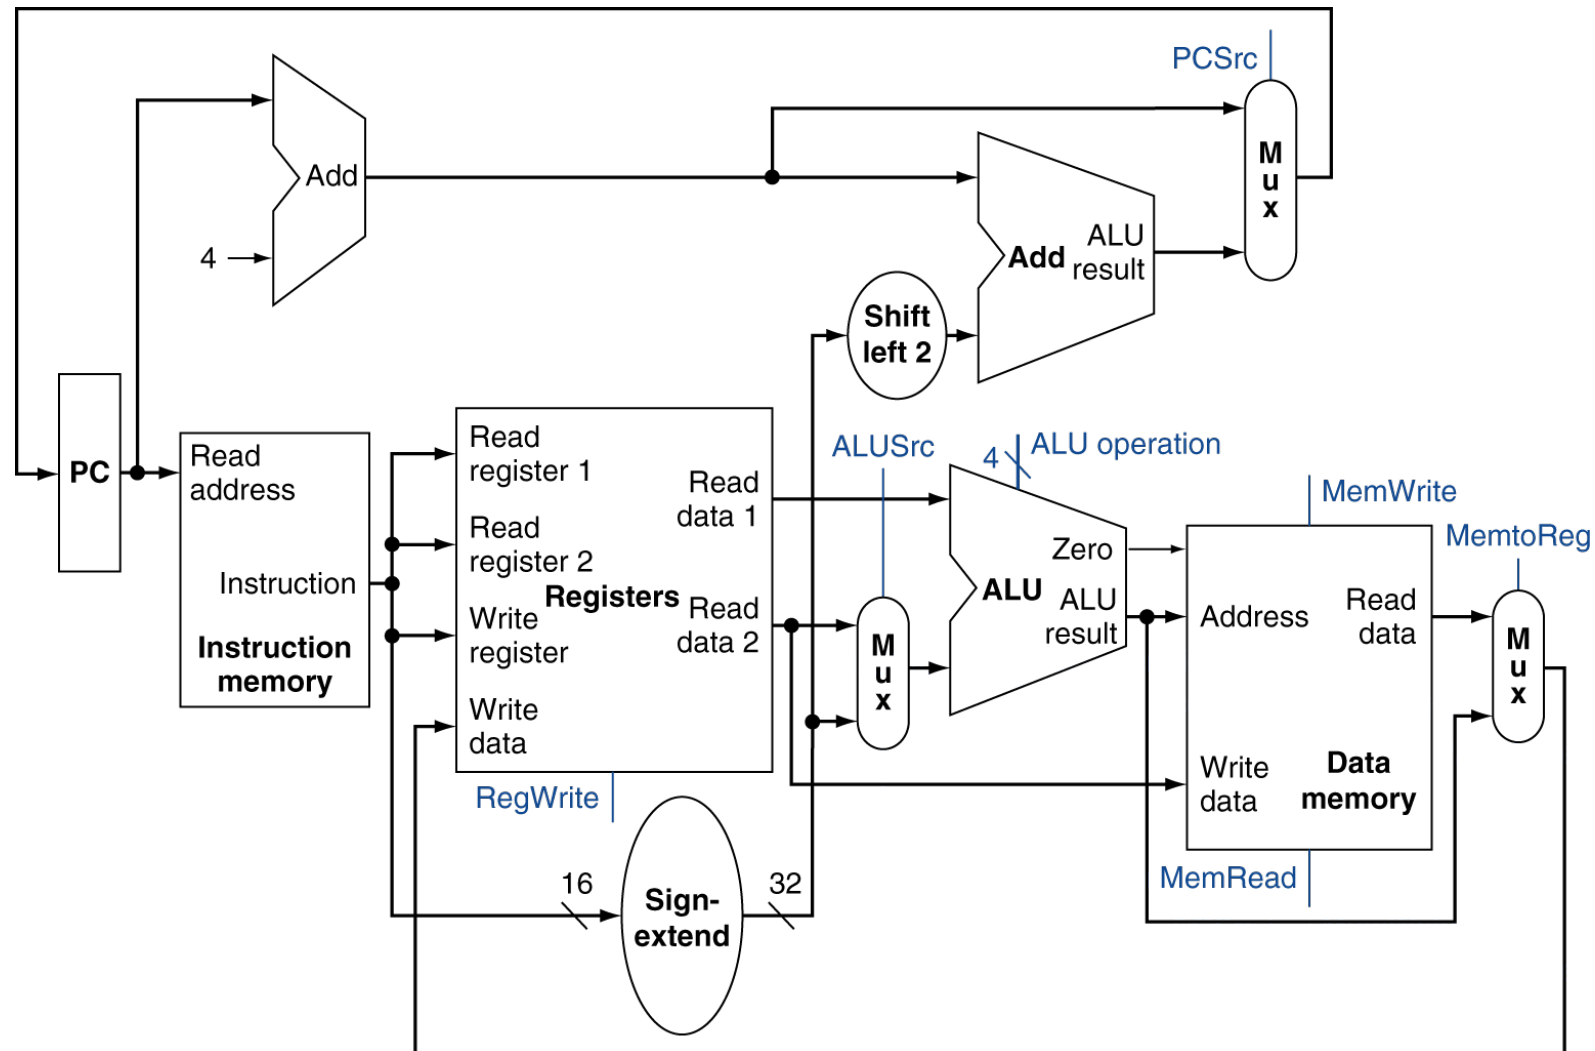 PCSrc
M
u
x
Add
4
Add
ALU
result
Shift
left 2
PC
Read
address
Instruction
Instruction
memory
Read
register 1
Read
register 2
Write
register
Write
data
Registers
Read
data 1
Read
data 2
RegWrite
16
Sign-
extend
32
ALUSrc
M
u
x
4
ALU operation
Zero
ALU
ALU
result
MemWrite
Address
Read
data
Write
data
Data
memory
MemRead
MemtoReg
M
u
x